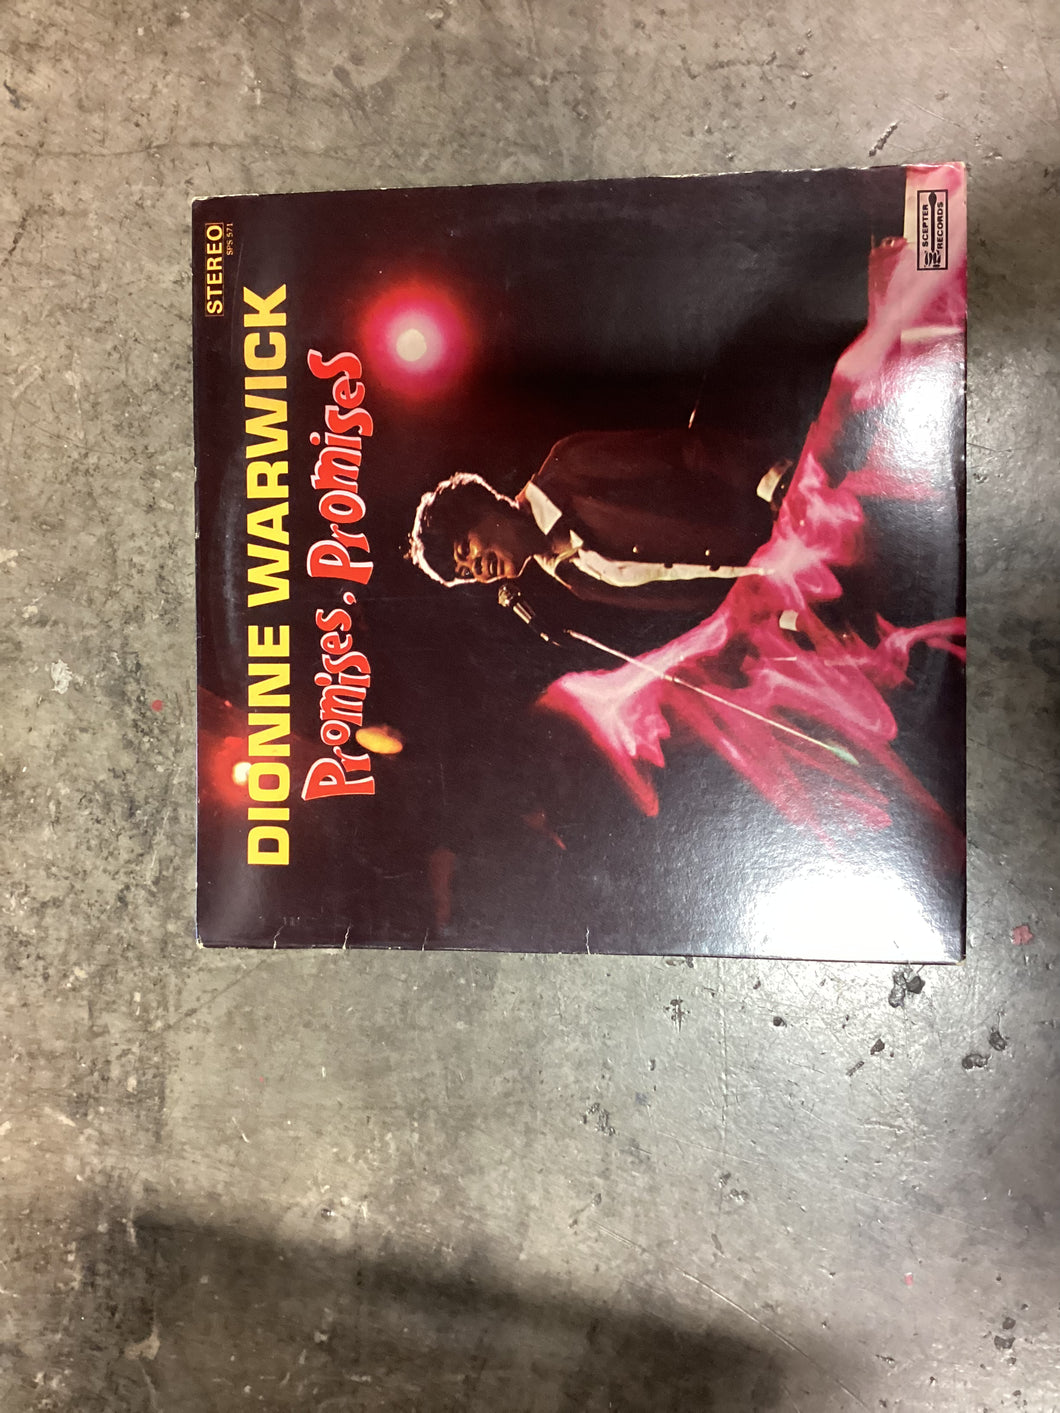 STEREO
SPS 571
DIONNE WARWICK
Promises, Promises
SCEPTER
RECORDS